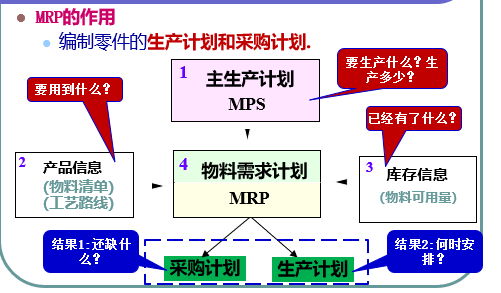 MRP的作用
编制零件的生产计划和采购计划.
要用到什么?
1 主生产计划
MPS
要生产什么?生
产多少?
已经有了什么?
2 产品信息
(物料清单)
(工艺路线)
4 物料需求计划
MRP
3 库存信息
(物料可用量)
结果1:还缺什
么?
采购计划
生产计划
结果2:何时安
排?